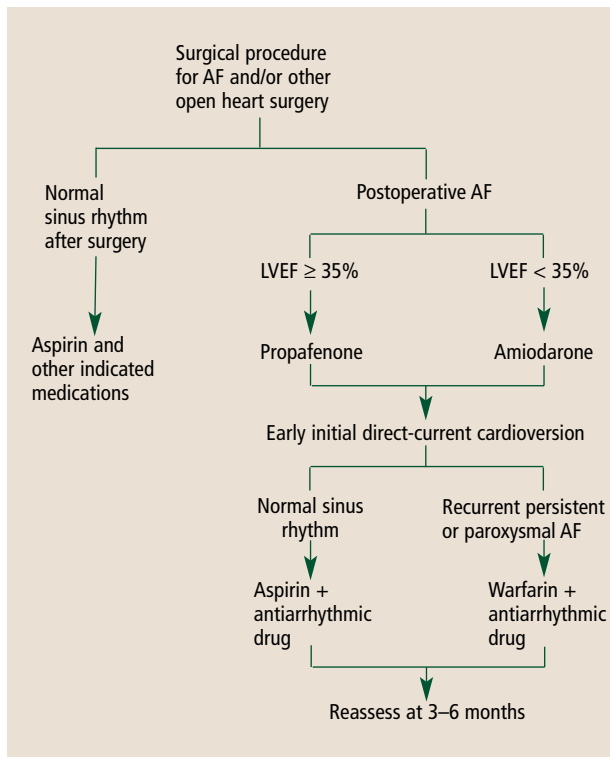 Surgical procedure
for AF and/or other
open heart surgery
Normal
sinus rhythm
after surgery
Postoperative AF
LVEF ≥ 35%
LVEF < 35%
Aspirin and
other indicated
medications
Propafenone
Amiodarone
Early initial direct-current cardioversion
Normal sinus
rhythm
Recurrent persistent
or paroxysmal AF
Aspirin +
antiarrhythmic
drug
Warfarin +
antiarrhythmic
drug
Reassess at 3–6 months